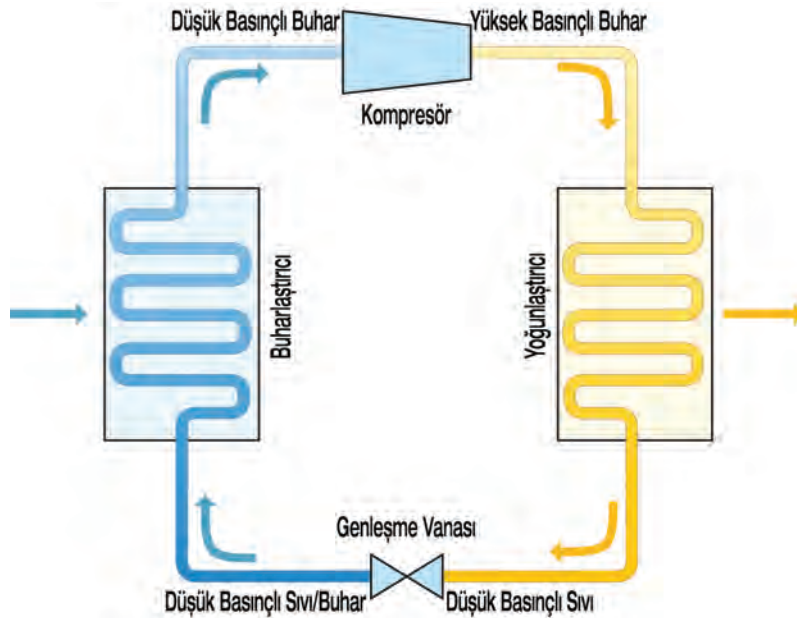 Düşük Basınçlı Buhar
Yüksek Basınçlı Buhar
Kompresör
Buharlaştırıcı
Yoğunlaştırıcı
Genleşme Vanası
Düşük Basınçlı Sıvı/Buhar
Düşük Basınçlı Sıvı